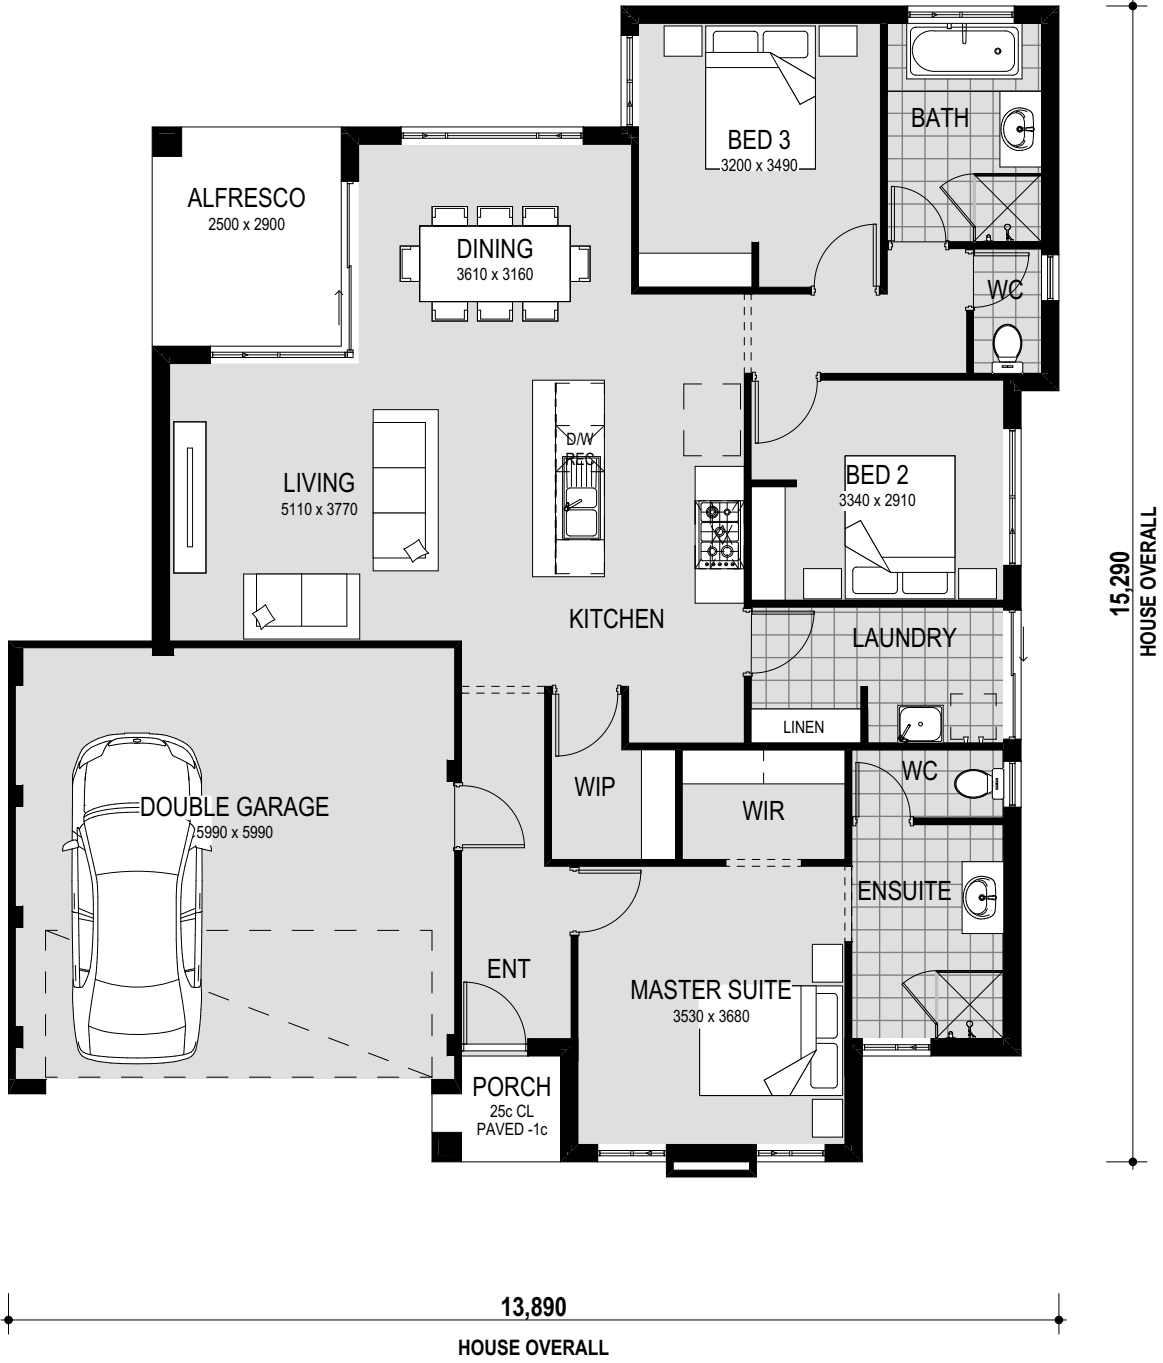 BED 3
3200 x 3490
BATH
ALFRESCO
2500 x 2900
DINING
3610 x 3160
WC
D/W
REC
LIVING
5110 x 3770
BED 2
3340 x 2910
KITCHEN
LAUNDRY
LINEN
WC
WIP
WIR
DOUBLE GARAGE
5990 x 5990
ENSUITE
ENT
MASTER SUITE
3530 x 3680
PORCH
25c CL
PAVED -1c
15,290
HOUSE OVERALL
13,890
HOUSE OVERALL